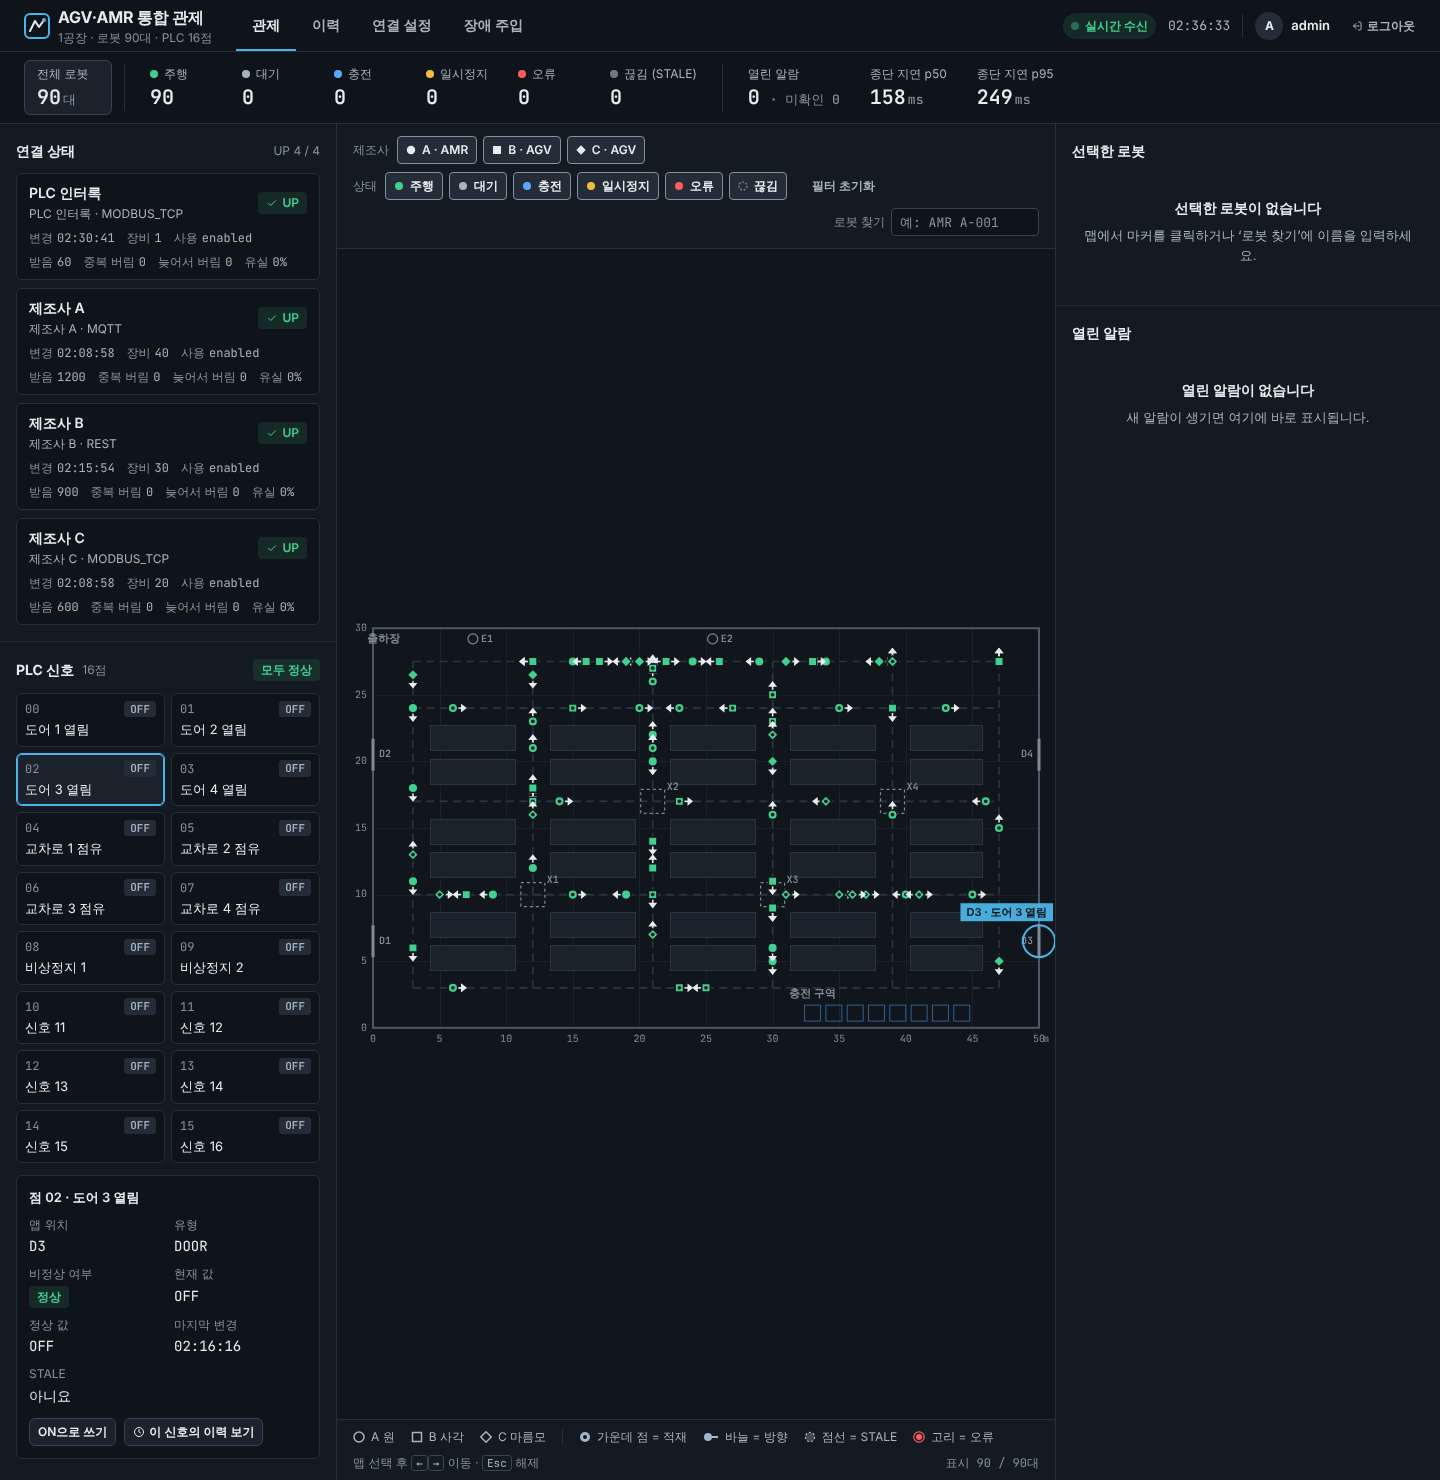 AGV·AMR 통합 관제
1공장 · 로봇 90대 · PLC 16점
관제 이력 연결 설정 장애 주입
실시간 수신 02:36:33 A admin 로그아웃
전체 로봇 주행 대기 충전 일시정지 오류 끊김 (STALE) 열린 알람 종단 지연 p50 종단 지연 p95
90대 90 0 0 0 0 0 0 · 미확인 0 158ms 249ms
연결 상태 UP 4 / 4
PLC 인터록
UP
PLC 인터록 · MODBUS_TCP
변경 02:30:41 장비 1 사용 enabled
받음 60 중복 버림 0 늦어서 버림 0 유실 0%
제조사 A
UP
제조사 A · MQTT
변경 02:08:58 장비 40 사용 enabled
받음 1200 중복 버림 0 늦어서 버림 0 유실 0%
제조사 B
UP
제조사 B · REST
변경 02:15:54 장비 30 사용 enabled
받음 900 중복 버림 0 늦어서 버림 0 유실 0%
제조사 C
UP
제조사 C · MODBUS_TCP
변경 02:08:58 장비 20 사용 enabled
받음 600 중복 버림 0 늦어서 버림 0 유실 0%
PLC 신호 16점 모두 정상
00 OFF 01 OFF
도어 1 열림 도어 2 열림
02 OFF 03 OFF
도어 3 열림 도어 4 열림
04 OFF 05 OFF
교차로 1 점유 교차로 2 점유
06 OFF 07 OFF
교차로 3 점유 교차로 4 점유
08 OFF 09 OFF
비상정지 1 비상정지 2
10 OFF 11 OFF
신호 11 신호 12
12 OFF 13 OFF
신호 13 신호 14
14 OFF 15 OFF
신호 15 신호 16
점 02 · 도어 3 열림
맵 위치 유형
D3 DOOR
비정상 여부 현재 값
정상 OFF
정상 값 마지막 변경
OFF 02:16:16
STALE
아니요
ON으로 쓰기 이 신호의 이력 보기
제조사 A · AMR B · AGV C · AGV
상태 주행 대기 충전 일시정지 오류 끊김 필터 초기화
로봇 찾기 예: AMR A-001
30
출하장 E1 E2
25
D2 20 D4
X2 X4
15
X1 X3
10
D3 · 도어 3 열림
D1 D3
5
충전 구역
0
0 5 10 15 20 25 30 35 40 45 50m
A 원 B 사각 C 마름모 가운데 점 = 적재 바늘 = 방향 점선 = STALE 고리 = 오류
맵 선택 후 ← → 이동 · Esc 해제 표시 90 / 90대
선택한 로봇
선택한 로봇이 없습니다
맵에서 마커를 클릭하거나 ‘로봇 찾기’에 이름을 입력하세
요.
열린 알람
열린 알람이 없습니다
새 알람이 생기면 여기에 바로 표시됩니다.